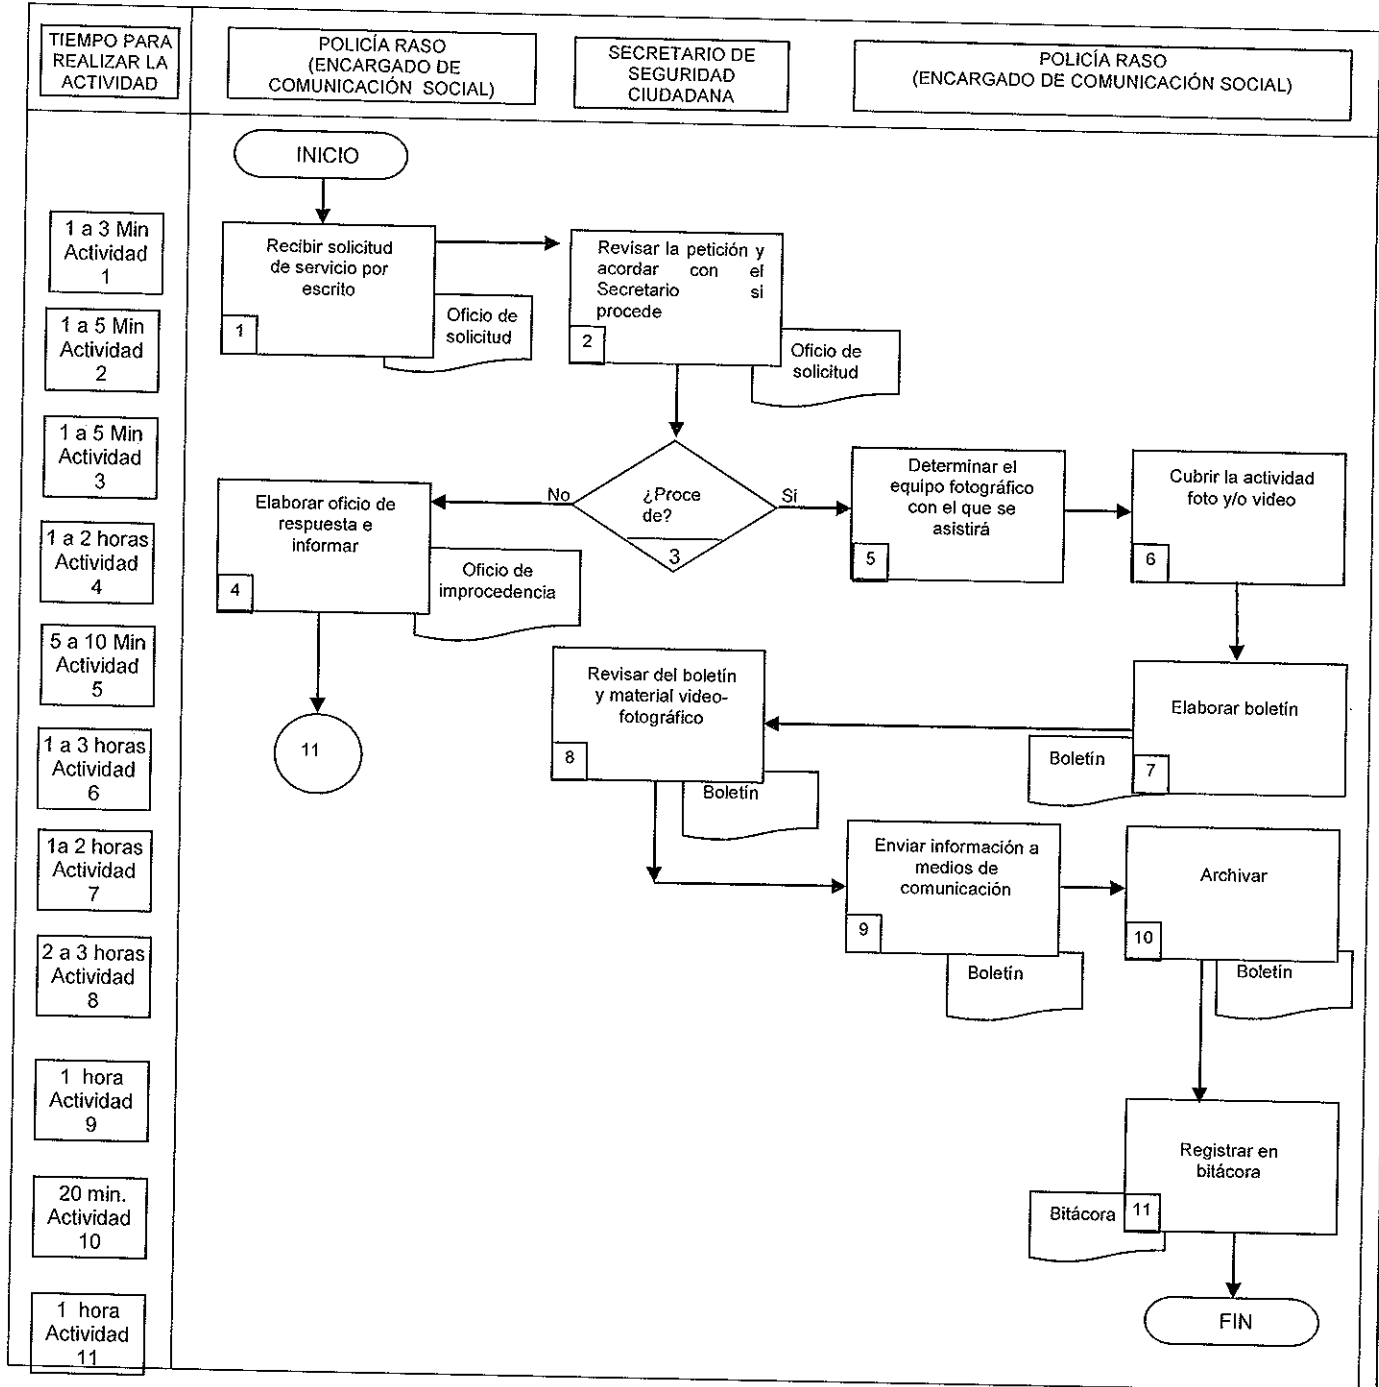 TIEMPO PARA
REALIZAR LA
ACTIVIDAD
POLICÍA RASO
(ENCARGADO DE
COMUNICACIÓN SOCIAL)
SECRETARIO DE
SEGURIDAD
CIUDADANA
POLICÍA RASO
(ENCARGADO DE COMUNICACIÓN SOCIAL)
INICIO
1 a 3 Min
Actividad
1
Recibir solicitud
de servicio por
escrito
1
Oficio de
solicitud
Revisar la petición y
acordar con el
Secretario si
procede
2
Oficio de
solicitud
1 a 5 Min
Actividad
2
1 a 5 Min
Actividad
3
No
¿Proce
de?
3
Si
Elaborar oficio de
respuesta e
informar
4
Oficio de
improcedencia
Determinar el
equipo fotográfico
con el que se
asistirá
5
Cubrir la actividad
foto y/o video
6
1 a 2 horas
Actividad
4
5 a 10 Min
Actividad
5
11
Revisar del boletín
y material video-
fotográfico
8
Boletín
Elaborar boletín
7
Boletín
1 a 3 horas
Actividad
6
1a 2 horas
Actividad
7
Enviar información a
medios de
comunicación
9
Boletín
Archivar
10
Boletín
2 a 3 horas
Actividad
8
1 hora
Actividad
9
Registrar en
bitácora
11
Bitácora
20 min.
Actividad
10
1 hora
Actividad
11
FIN